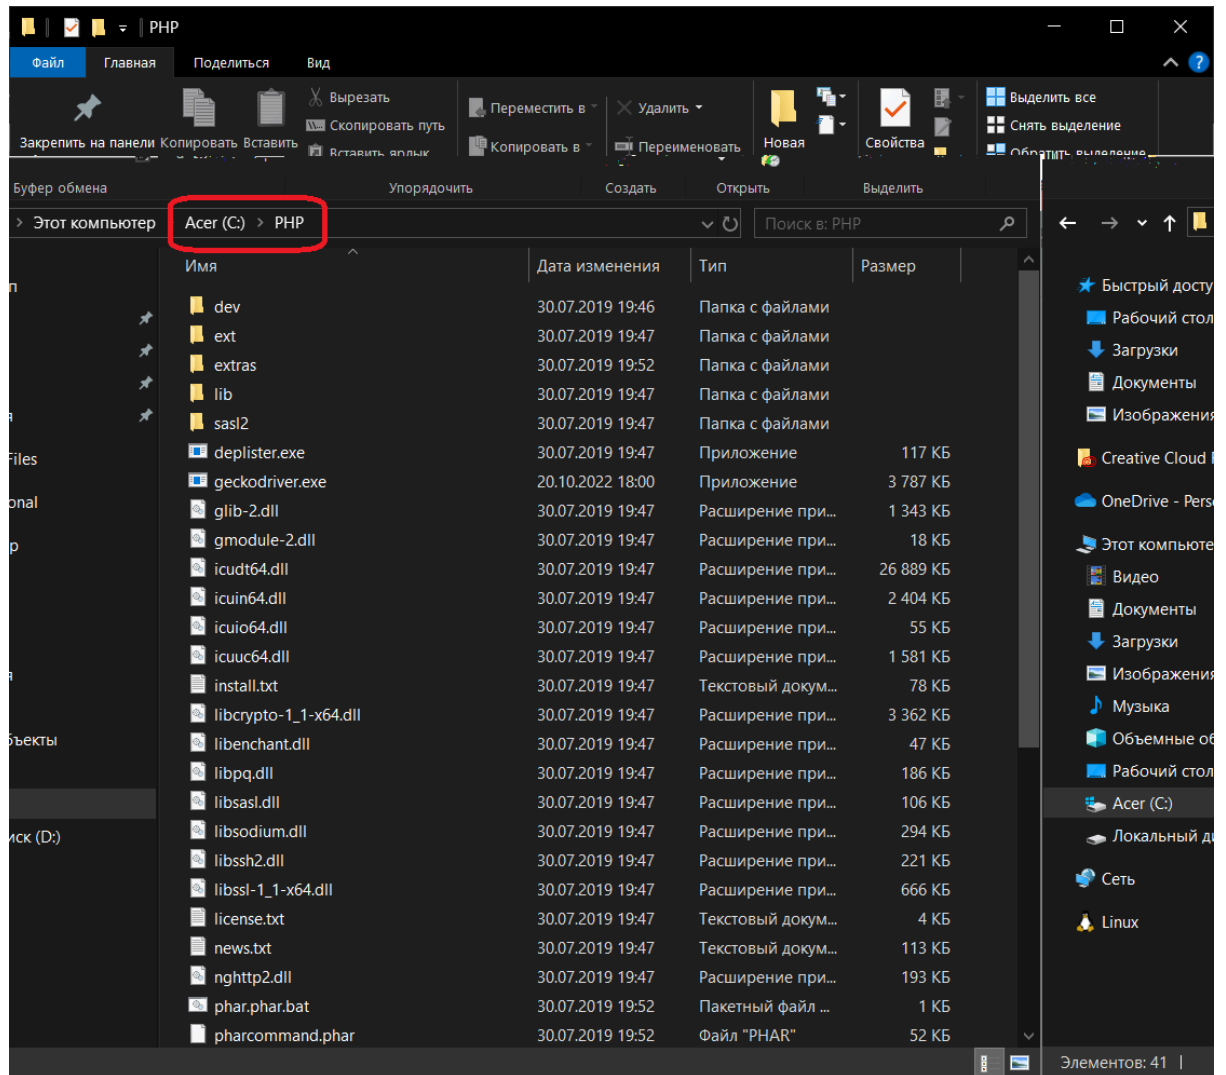 PHP
Файл Главная Поделиться Вид
Вырезать
Переместить в Удалить Выделить все
Скопировать путь Снять выделение
Закрепить на панели Копировать Вставить Вставить ярлык Копировать в Переименовать Новая Свойства Обратить выделение
Буфер обмена Упорядочить Создать Открыть Выделить
Этот компьютер Acer (C:) PHP Поиск в: PHP
Имя Дата изменения Тип Размер
dev 30.07.2019 19:46 Папка с файлами
ext 30.07.2019 19:47 Папка с файлами
extras 30.07.2019 19:52 Папка с файлами
lib 30.07.2019 19:47 Папка с файлами
sasl2 30.07.2019 19:47 Папка с файлами
deplister.exe 30.07.2019 19:47 Приложение 117 КБ
geckodriver.exe 20.10.2022 18:00 Приложение 3 787 КБ
glib-2.dll 30.07.2019 19:47 Расширение при... 1 343 КБ
gmodule-2.dll 30.07.2019 19:47 Расширение при... 18 КБ
icudt64.dll 30.07.2019 19:47 Расширение при... 26 889 КБ
icuin64.dll 30.07.2019 19:47 Расширение при... 2 404 КБ
icuio64.dll 30.07.2019 19:47 Расширение при... 55 КБ
icuuc64.dll 30.07.2019 19:47 Расширение при... 1 581 КБ
install.txt 30.07.2019 19:47 Текстовый докум... 78 КБ
libcrypto-1_1-x64.dll 30.07.2019 19:47 Расширение при... 3 362 КБ
libenchant.dll 30.07.2019 19:47 Расширение при... 47 КБ
libpq.dll 30.07.2019 19:47 Расширение при... 186 КБ
libsasl.dll 30.07.2019 19:47 Расширение при... 106 КБ
libsodium.dll 30.07.2019 19:47 Расширение при... 294 КБ
libssh2.dll 30.07.2019 19:47 Расширение при... 221 КБ
libssl-1_1-x64.dll 30.07.2019 19:47 Расширение при... 666 КБ
license.txt 30.07.2019 19:47 Текстовый докум... 4 КБ
news.txt 30.07.2019 19:47 Текстовый докум... 113 КБ
nghttp2.dll 30.07.2019 19:47 Расширение при... 193 КБ
phar.phar.bat 30.07.2019 19:52 Пакетный файл ... 1 КБ
pharcommand.phar 30.07.2019 19:52 Файл "PHAR" 52 КБ
п
я
Files
onal
p
я
бъекты
иск (D:)
Быстрый досту
Рабочий стол
Загрузки
Документы
Изображения
Creative Cloud F
OneDrive - Perso
Этот компьюте
Видео
Документы
Загрузки
Изображения
Музыка
Объемные об
Рабочий стол
Acer (C:)
Локальный ди
Сеть
Linux
Элементов: 41